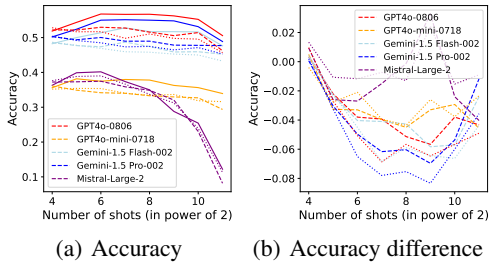 0.5
0.4
0.3
0.2
0.1
Accuracy
GPT4o-0806
GPT4o-mini-0718
Gemini-1.5 Flash-002
Gemini-1.5 Pro-002
Mistral-Large-2
4 6 8 10
Number of shots (in power of 2)
(a) Accuracy
0.02
0.00
−0.02
−0.04
−0.06
−0.08
Accuracy
GPT4o-0806
GPT4o-mini-0718
Gemini-1.5 Flash-002
Gemini-1.5 Pro-002
Mistral-Large-2
4 6 8 10
Number of shots (in power of 2)
(b) Accuracy difference